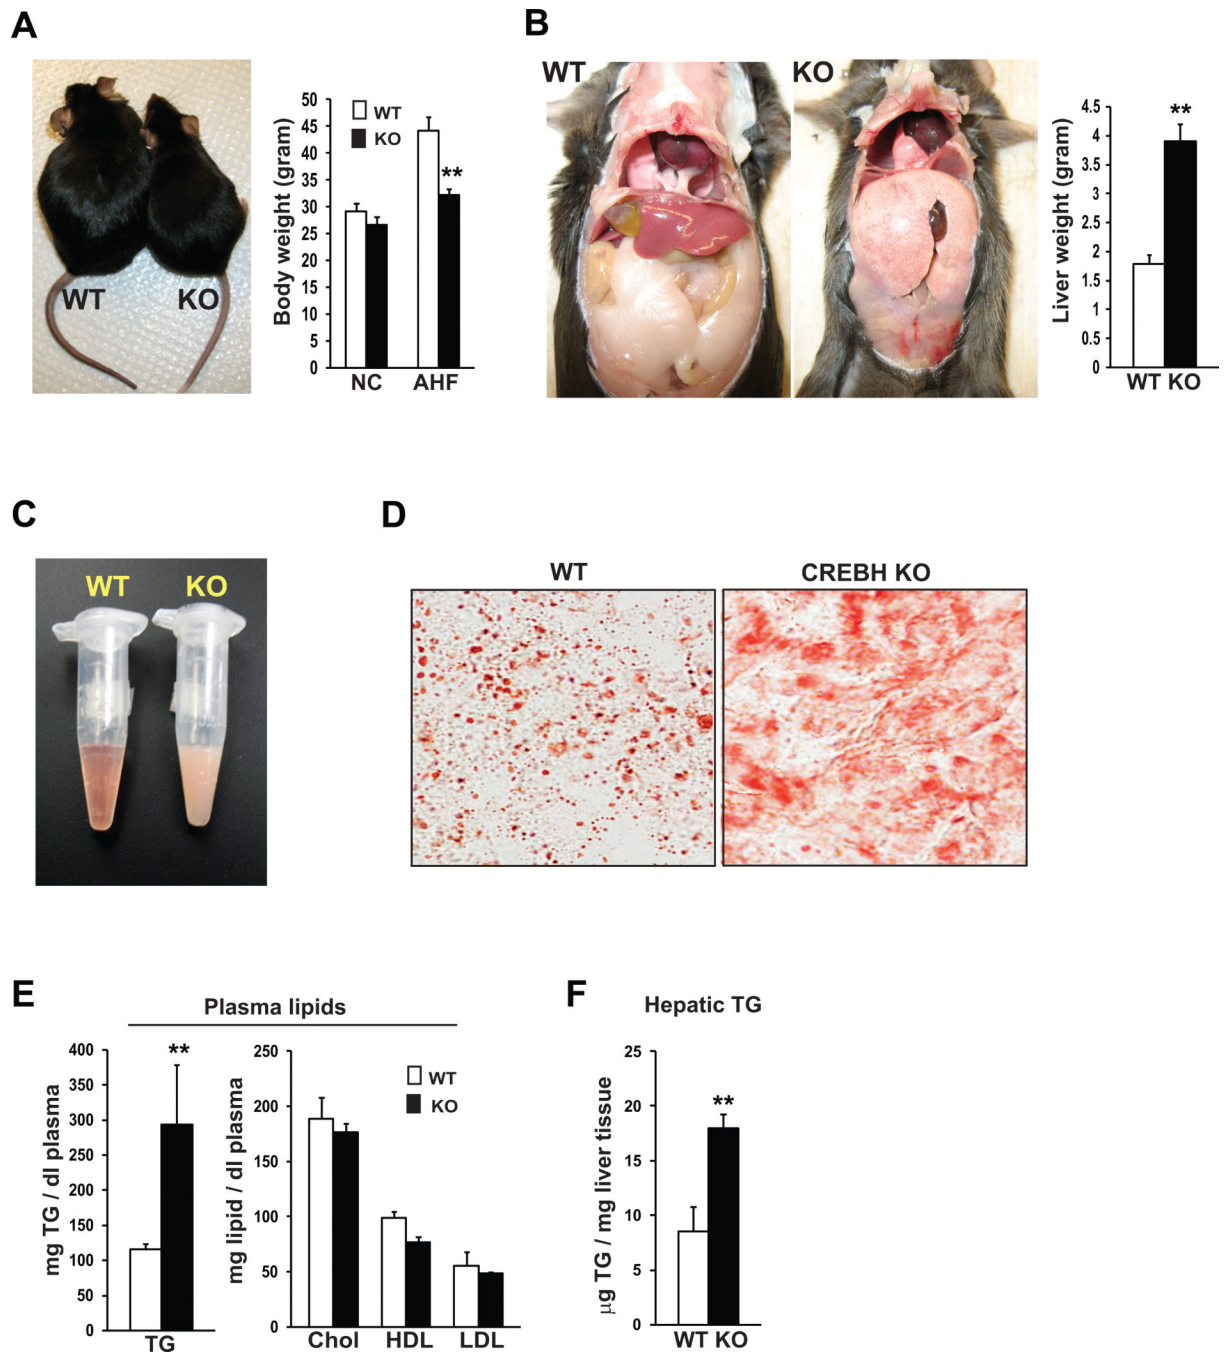 A
WT
KO
Body weight (gram)
50
45
40
35
30
25
20
15
10
5
0
WT
KO
**
NC
AHF
B
WT
KO
Liver weight (gram)
4.5
4
3.5
3
2.5
2
1.5
1
0.5
0
**
WT KO
C
WT
KO
D
WT
CREBH KO
E
Plasma lipids
mg TG / dl plasma
400
350
300
250
200
150
100
50
0
**
TG
mg lipid / dl plasma
250
200
150
100
50
0
WT
KO
Chol
HDL
LDL
F
Hepatic TG
µg TG / mg liver tissue
25
20
15
10
5
0
**
WT KO